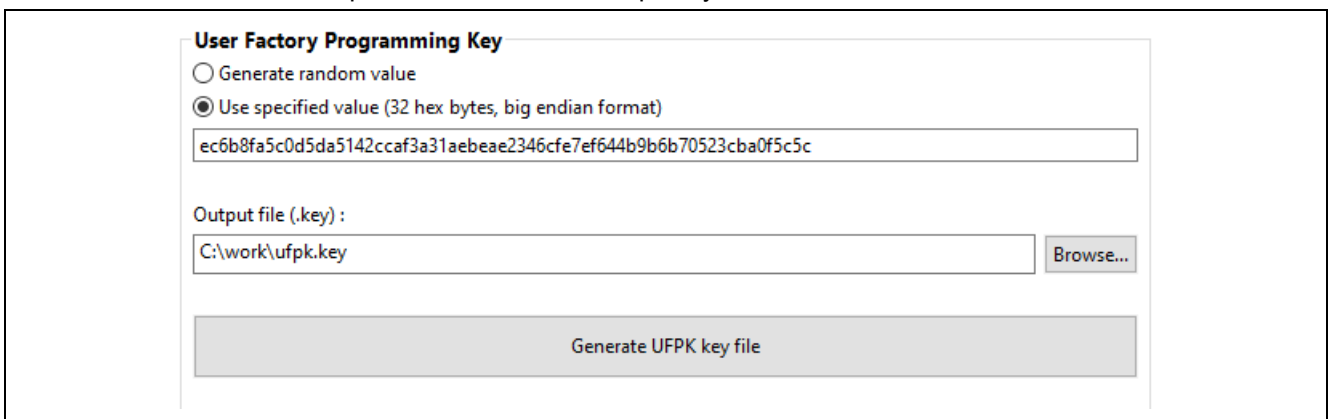 User Factory Programming Key
Generate random value
Use specified value (32 hex bytes, big endian format)
ec6b8fa5c0d5da5142ccaf3a31aebeae2346cfe7ef644b9b6b70523cba0f5c5c
Output file (.key) :
C:\work\ufpk.key
Browse...
Generate UFPK key file